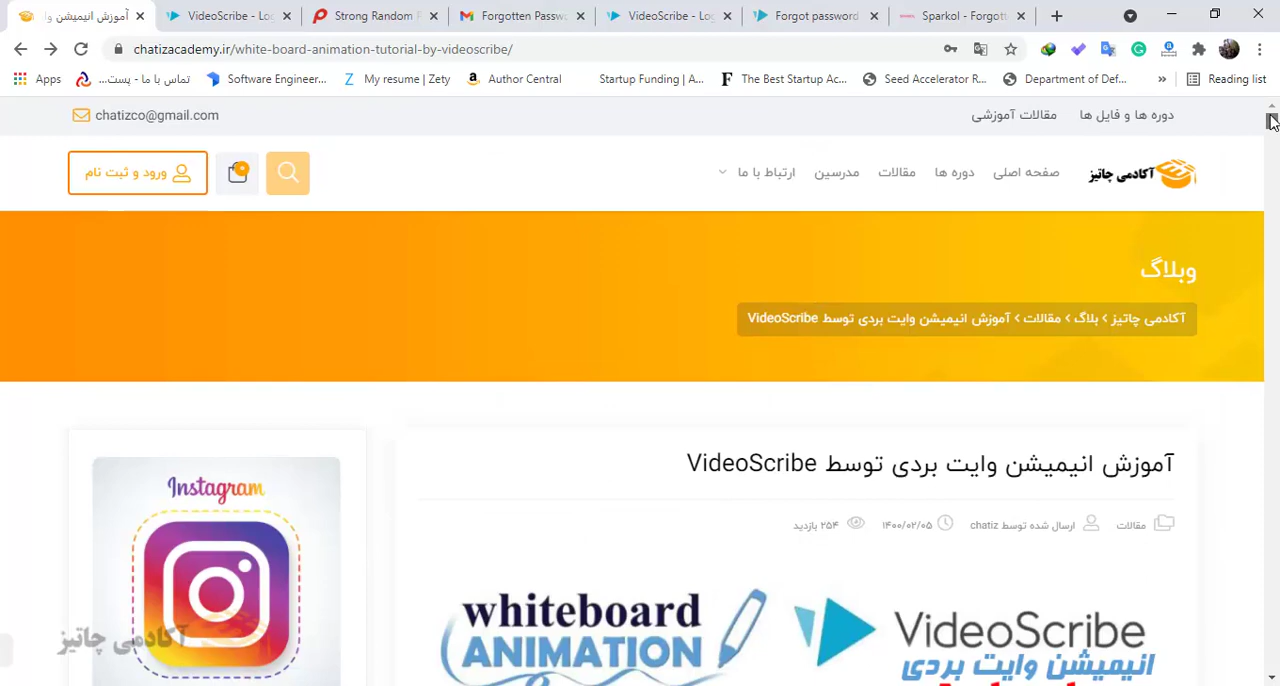 آموزش انیمیشن وا
VideoScribe - Loc
Strong Random F
Forgotten Passw
VideoScribe - Log
Forgot password
Sparkol - Forgott
chatizacademy.ir/white-board-animation-tutorial-by-videoscribe/
Apps
تماس با ما - پست...
Software Engineer...
My resume | Zety
Author Central
Startup Funding | A...
The Best Startup Ac...
Seed Accelerator R...
Department of Def...
»
Reading list
chatizco@gmail.com
دوره ها و فایل ها
مقالات آموزشی
ورود و ثبت نام
۰
آکادمی چاتیز
صفحه اصلی
دوره ها
مقالات
مدرسین
ارتباط با ما
وبلاگ
آکادمی چاتیز › بلاگ › مقالات › آموزش انیمیشن وایت بردی توسط VideoScribe
آموزش انیمیشن وایت بردی توسط VideoScribe
مقالات
ارسال شده توسط chatiz
۱۴۰۰/۰۲/۰۵
۲۵۴ بازدید
Instagram
آکادمی چاتیز
whiteboard
ANIMATION
VideoScribe
انیمیشن وایت بردی